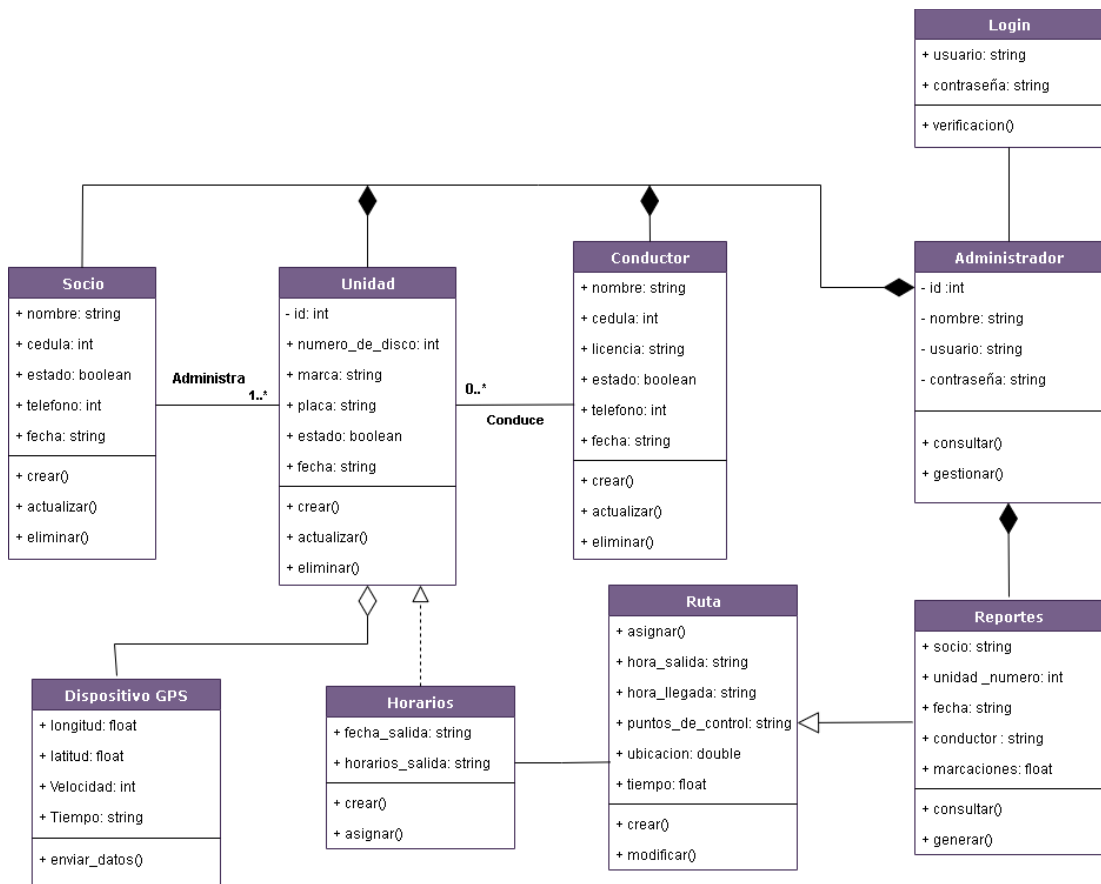 Login
+ usuario: string
+ contraseña: string
+ verificacion()
Socio
+ nombre: string
+ cedula: int
+ estado: boolean
+ telefono: int
+ fecha: string
+ crear()
+ actualizar()
+ eliminar()
Administra
1..*
Unidad
- id: int
+ numero_de_disco: int
+ marca: string
+ placa: string
+ estado: boolean
+ fecha: string
+ crear()
+ actualizar()
+ eliminar()
0..*
Conduce
Conductor
+ nombre: string
+ cedula: int
+ licencia: string
+ estado: boolean
+ telefono: int
+ fecha: string
+ crear()
+ actualizar()
+ eliminar()
Administrador
- id :int
- nombre: string
- usuario: string
- contraseña: string
+ consultar()
+ gestionar()
Dispositivo GPS
+ longitud: float
+ latitud: float
+ Velocidad: int
+ Tiempo: string
+ enviar_datos()
Horarios
+ fecha_salida: string
+ horarios_salida: string
+ crear()
+ asignar()
Ruta
+ asignar()
+ hora_salida: string
+ hora_llegada: string
+ puntos_de_control: string
+ ubicacion: double
+ tiempo: float
+ crear()
+ modificar()
Reportes
+ socio: string
+ unidad _numero: int
+ fecha: string
+ conductor : string
+ marcaciones: float
+ consultar()
+ generar()